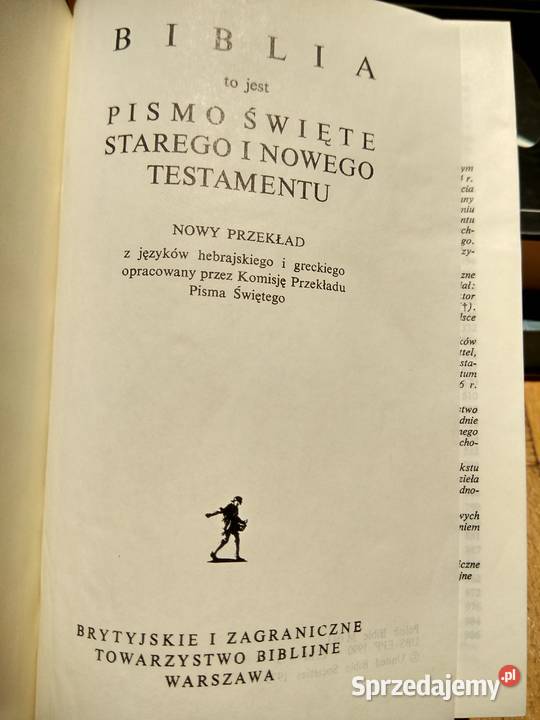 BIBLIA
to jest
PISMO ŚWIĘTE
STAREGO I NOWEGO
TESTAMENTU
NOWY PRZEKŁAD
z języków hebrajskiego i greckiego
opracowany przez Komisję Przekładu
Pisma Świętego
BRYTYJSKIE I ZAGRANICZNE
TOWARZYSTWO BIBLIJNE
WARSZAWA
Sprzedajemy.pl